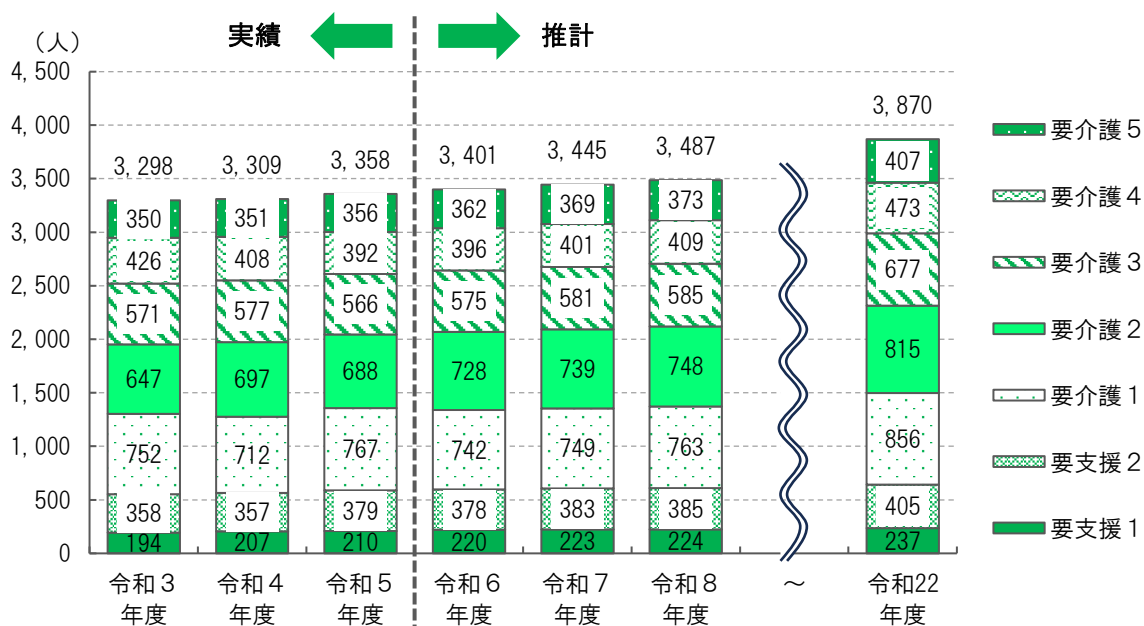 実績 推計
（人）
4,500
4,000
3,500
3,000
2,500
2,000
1,500
1,000
500
0
3,298 3,309 3,358 3,401 3,445 3,487 3,870
350 351 356 362 369 373 407
426 408 392 396 401 409 473
571 577 566 575 581 585 677
647 697 688 728 739 748 815
752 712 767 742 749 763 856
358 357 379 378 383 385 405
194 207 210 220 223 224 237
令和３年度
令和４年度
令和５年度
令和６年度
令和７年度
令和８年度
～
令和22年度
要介護５
要介護４
要介護３
要介護２
要介護１
要支援２
要支援１